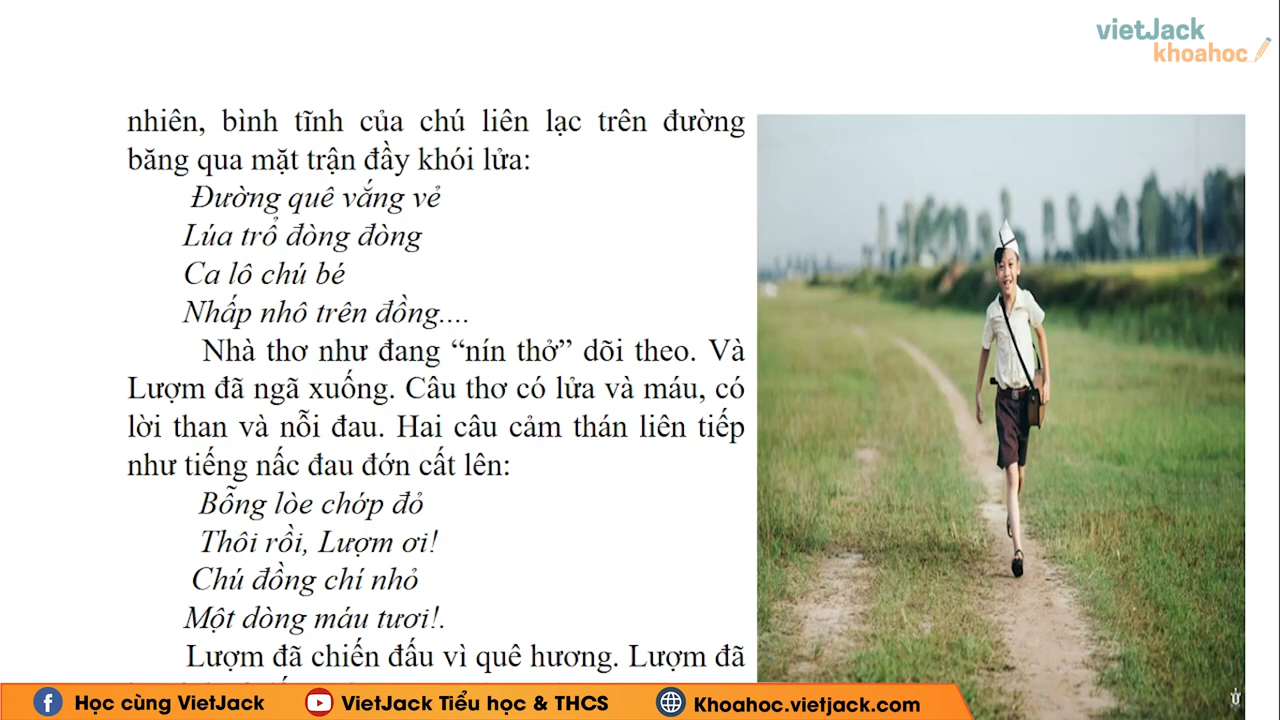 vietJack
khoahoc
nhiên, bình tĩnh của chú liên lạc trên đường
băng qua mặt trận đầy khói lửa:
Đường quê vắng vẻ
Lúa trổ đòng đòng
Ca lô chú bé
Nhấp nhô trên đồng....
Nhà thơ như đang “nín thở” dõi theo. Và
Lượm đã ngã xuống. Câu thơ có lửa và máu, có
lời than và nỗi đau. Hai câu cảm thán liên tiếp
như tiếng nấc đau đớn cất lên:
Bỗng lòe chớp đỏ
Thôi rồi, Lượm ơi!
Chú đồng chí nhỏ
Một dòng máu tươi!.
Lượm đã chiến đấu vì quê hương. Lượm đã
Học cùng VietJack
VietJack Tiểu học & THCS
Khoahoc.vietjack.com